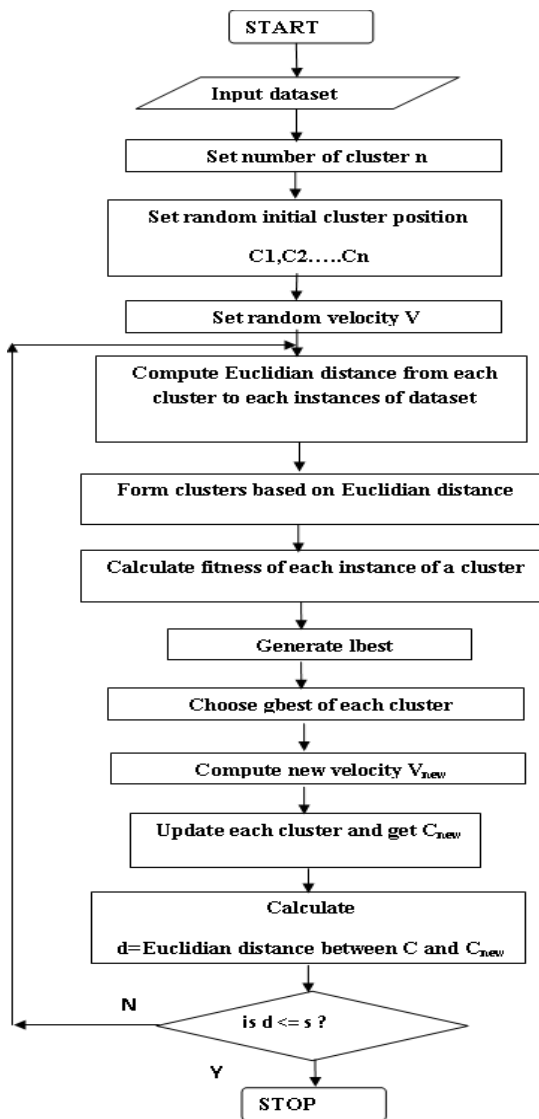 START
Input dataset
Set number of cluster n
Set random initial cluster position
C1,C2.....Cn
Set random velocity V
Compute Euclidian distance from each
cluster to each instances of dataset
Form clusters based on Euclidian distance
Calculate fitness of each instance of a cluster
Generate lbest
Choose gbest of each cluster
Compute new velocity Vnew
Update each cluster and get Cnew
Calculate
d=Euclidian distance between C and Cnew
N
is d <= s ?
Y
STOP